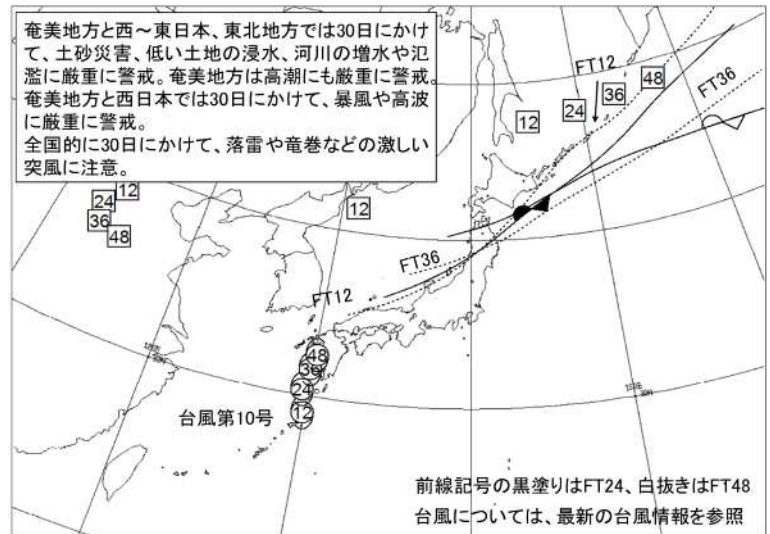 奄美地方と西～東日本、東北地方では30日にかけ
て、土砂災害、低い土地の浸水、河川の増水や氾
濫に厳重に警戒。奄美地方は高潮にも厳重に警戒。
奄美地方と西日本では30日にかけて、暴風や高波
に厳重に警戒。
全国的に30日にかけて、落雷や竜巻などの激しい
突風に注意。
FT12
48
36
24
12
FT36
12
24
36
48
12
FT36
FT12
48
36
24
12
台風第10号
前線記号の黒塗りはFT24、白抜きはFT48
台風については、最新の台風情報を参照